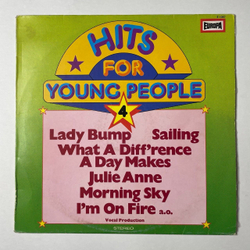 EUROPA
HITS
FOR
YOUNG PEOPLE
4
Lady Bump Sailing
What A Diff'rence
A Day Makes
Julie Anne
Morning Sky
I'm On Fire a.o.
Vocal Production
STEREO